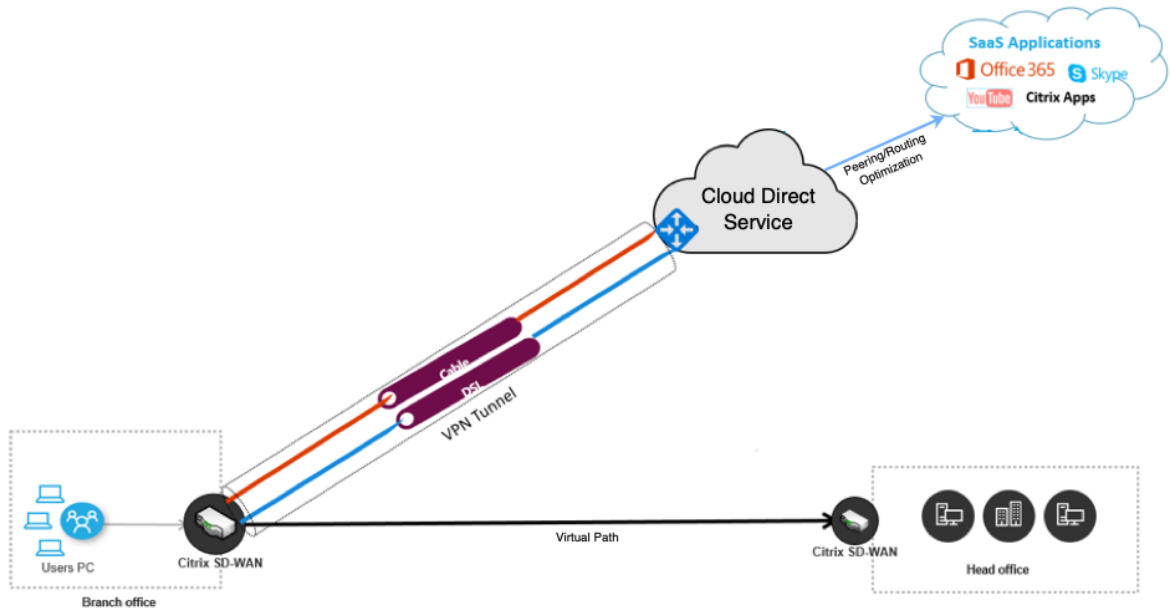 SaaS Applications
Office 365
Skype
YouTube
Citrix Apps
Peering/Routing
Optimization
Cloud Direct
Service
Cable
DSL
VPN Tunnel
Users PC
Citrix SD-WAN
Branch office
Virtual Path
Citrix SD-WAN
Head office